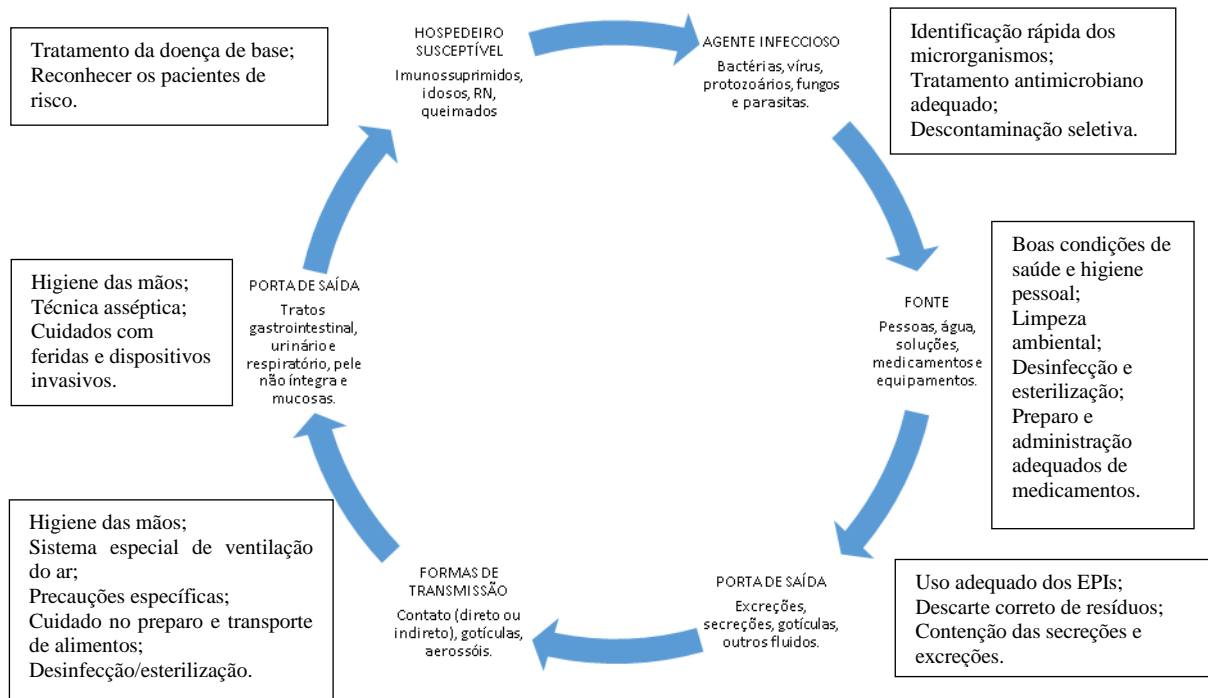 HOSPEDEIRO
SUSCEPTÍVEL
Imunossuprimidos,
idosos, RN,
queimados
Tratamento da doença de base;
Reconhecer os pacientes de
risco.
AGENTE INFECCIOSO
Bactérias, vírus,
protozoários, fungos
e parasitas.
Identificação rápida dos
microrganismos;
Tratamento antimicrobiano
adequado;
Descontaminação seletiva.
FONTE
Pessoas, água,
soluções,
medicamentos e
equipamentos.
Boas condições de
saúde e higiene
pessoal;
Limpeza
ambiental;
Desinfecção e
esterilização;
Preparo e
administração
adequados de
medicamentos.
PORTA DE SAÍDA
Excreções,
secreções, gotículas,
outros fluidos.
Uso adequado dos EPIs;
Descarte correto de resíduos;
Contenção das secreções e
excreções.
FORMAS DE
TRANSMISSÃO
Contato (direto ou
indireto), gotículas,
aerossóis.
Higiene das mãos;
Sistema especial de ventilação
do ar;
Precauções específicas;
Cuidado no preparo e transporte
de alimentos;
Desinfecção/esterilização.
PORTA DE SAÍDA
Tratos
gastrointestinal,
urinário e
respiratório, pele
não íntegra e
mucosas.
Higiene das mãos;
Técnica asséptica;
Cuidados com
feridas e dispositivos
invasivos.